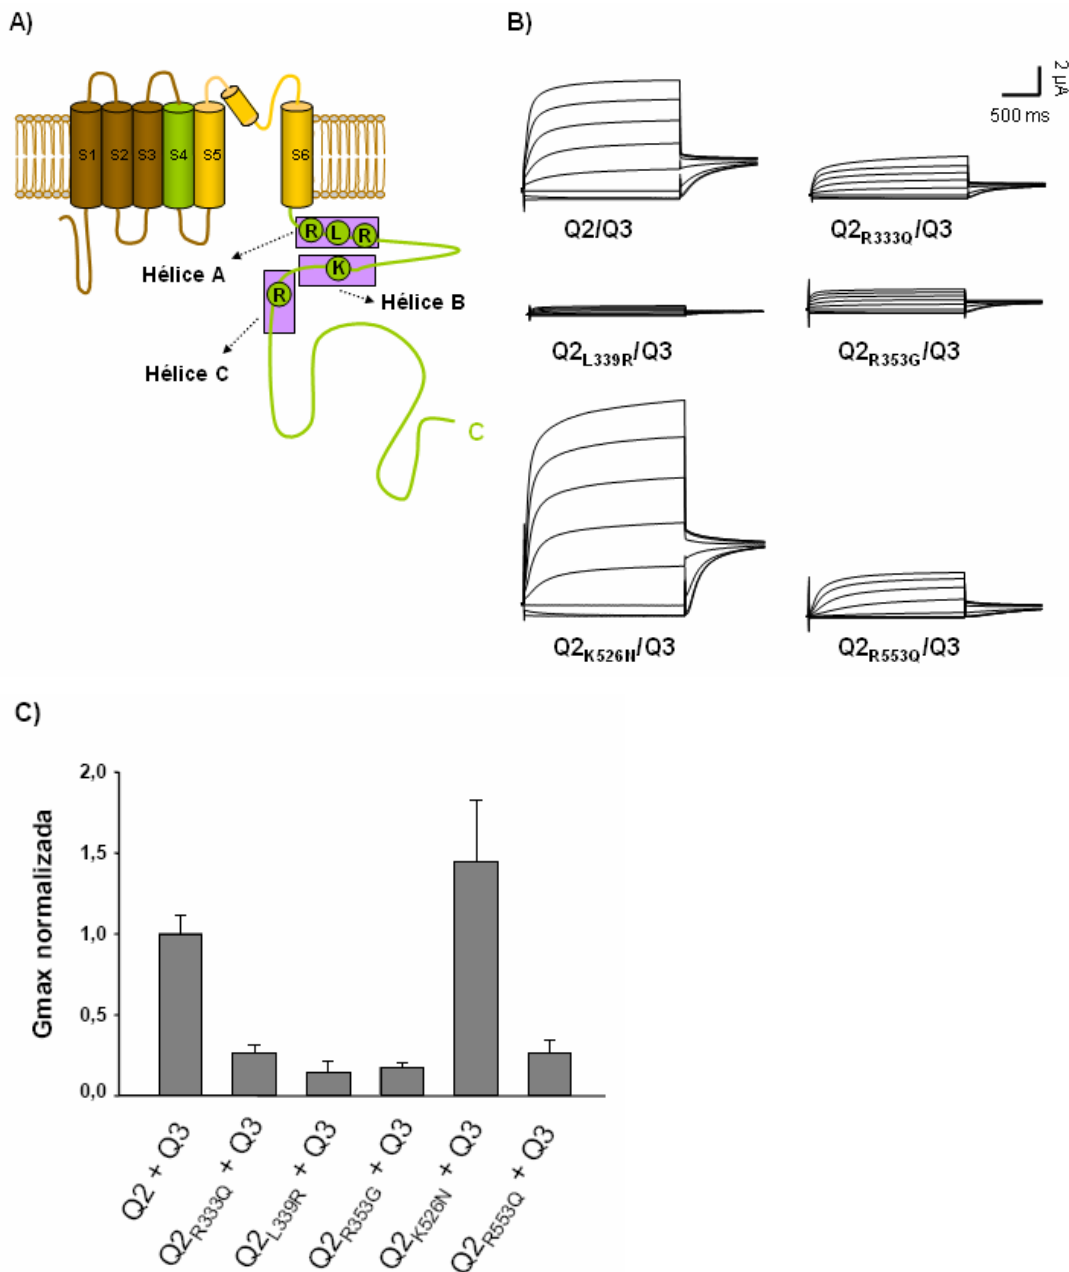 A)
S1 S2 S3 S4 S5 S6
R L R
Hélice A
K
R
Hélice B
Hélice C
C
B)
2 µA
500 ms
Q2/Q3
Q2R333Q/Q3
Q2L339R/Q3
Q2R353G/Q3
Q2K526N/Q3
Q2R553Q/Q3
C)
Gmax normalizada
2,0
1,5
1,0
0,5
0,0
Q2 + Q3
Q2R333Q + Q3
Q2L339R + Q3
Q2R353G + Q3
Q2K526N + Q3
Q2R553Q + Q3